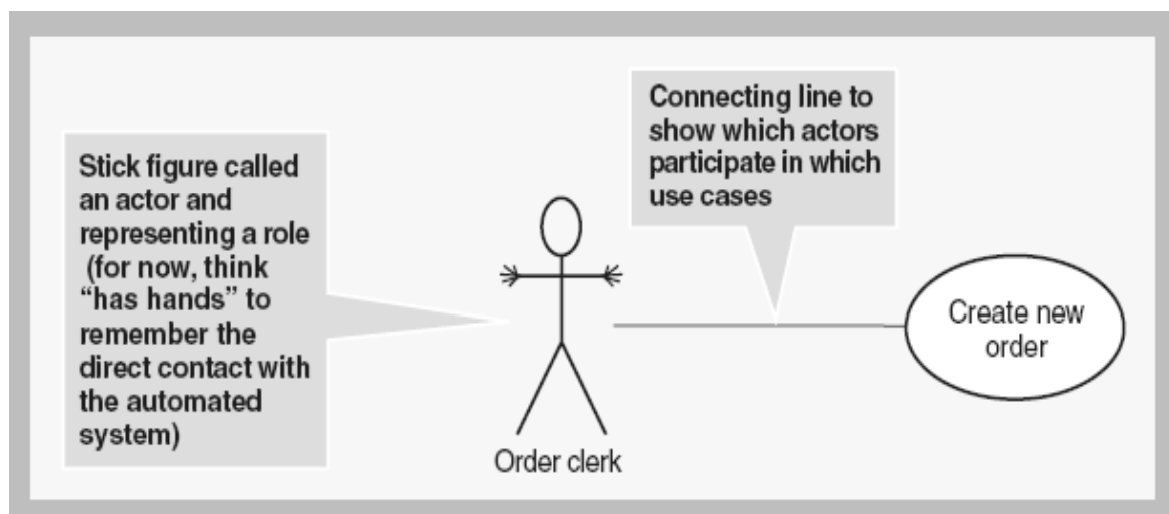 Stick figure called
an actor and
representing a role
(for now, think
“has hands” to
remember the
direct contact with
the automated
system)
Connecting line to
show which actors
participate in which
use cases
Order clerk
Create new
order